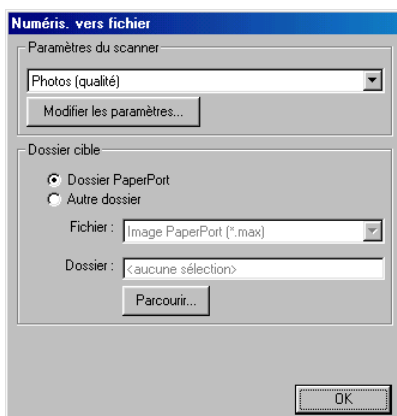 Numéris. vers fichier
Paramètres du scanner
Photos (qualité)
Modifier les paramètres...
Dossier cible
Dossier PaperPort
Autre dossier
Fichier : Image PaperPort (*.max)
Dossier : <aucune sélection>
Parcourir...
OK